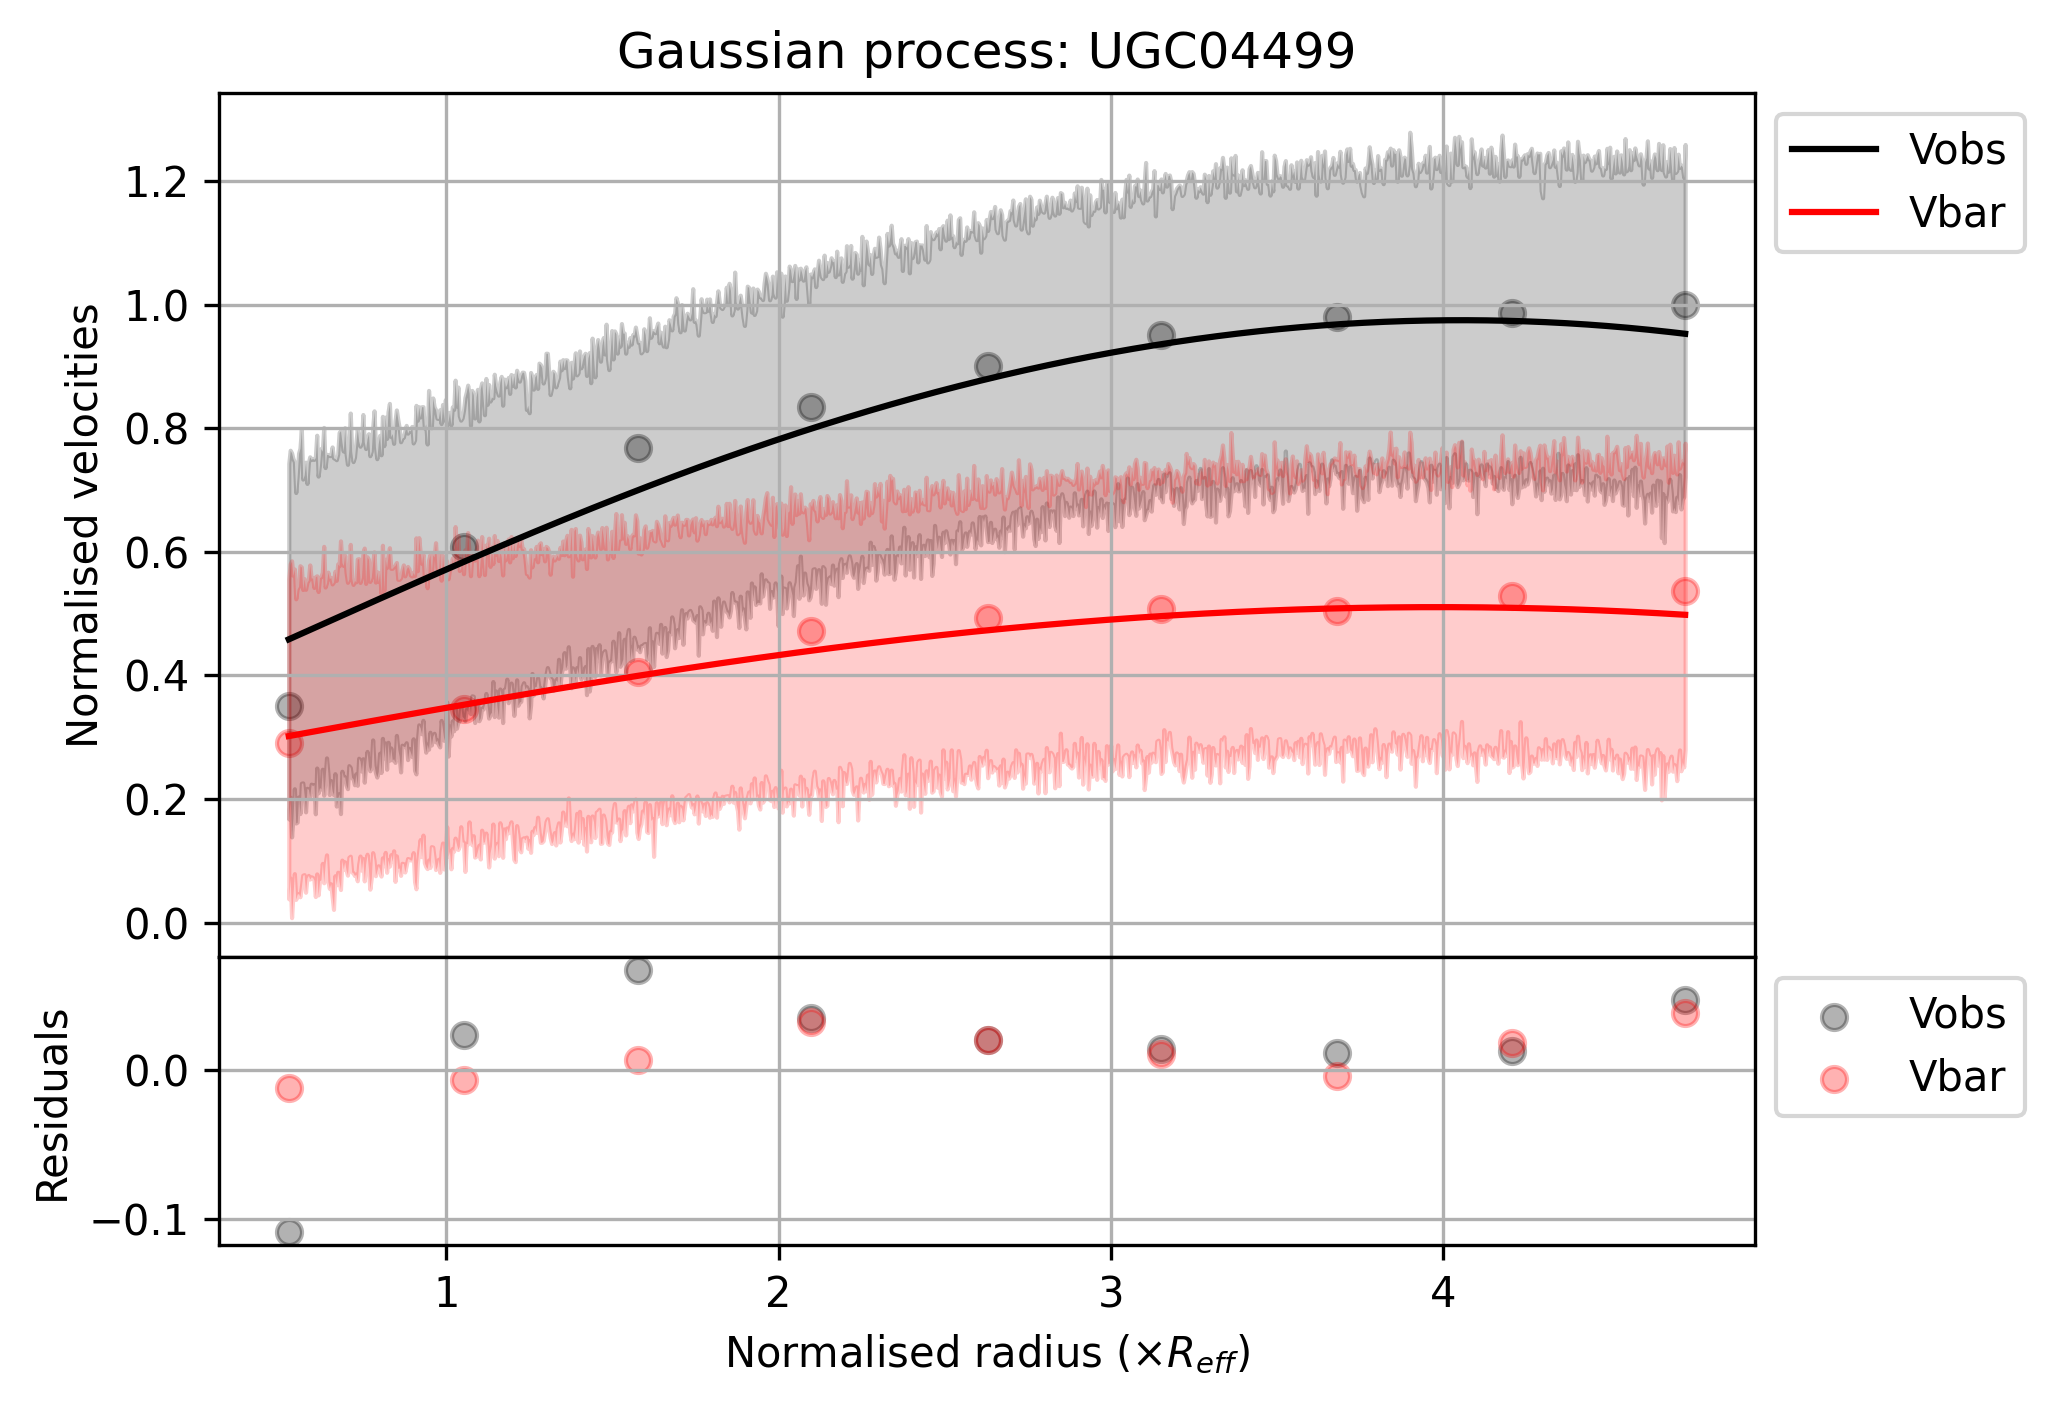 Gaussian process: UGC04499
Normalised velocities
1.2
1.0
0.8
0.6
0.4
0.2
0.0
Vobs
Vbar
Residuals
0.0
−0.1
Vobs
Vbar
1 2 3 4
Normalised radius (×R_eff)